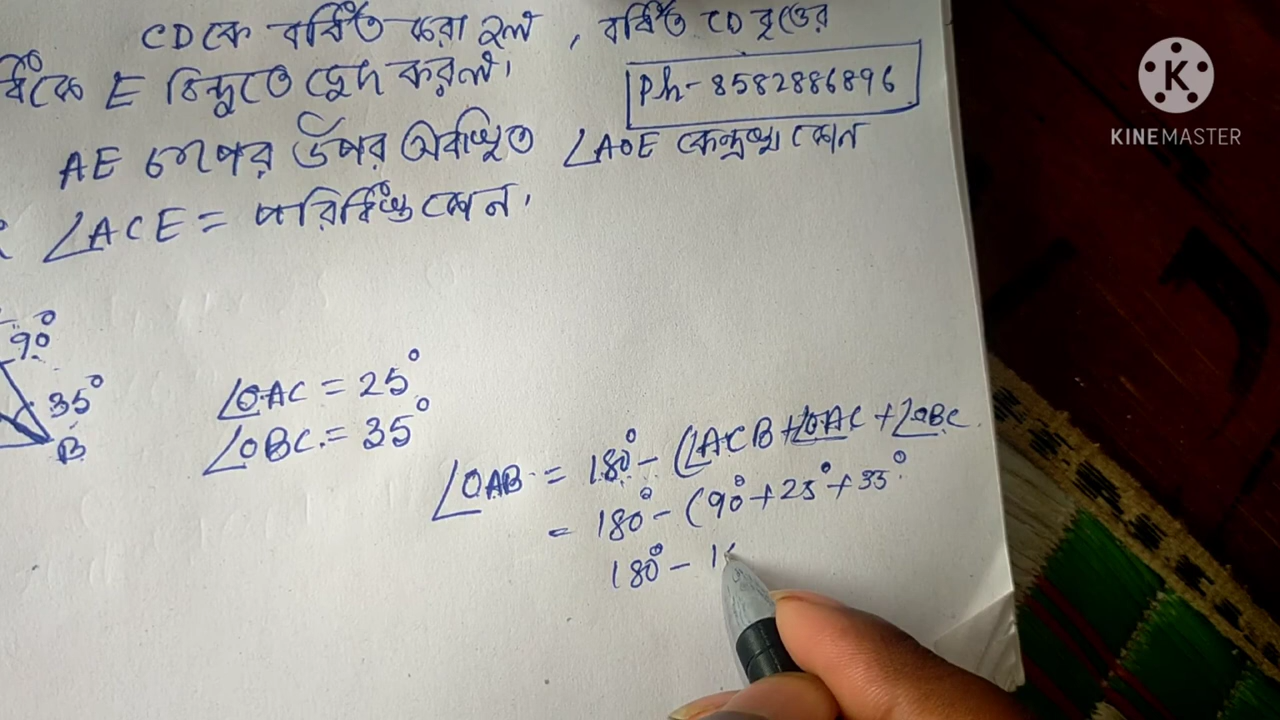 CD কে বর্ধিত করা হল , বর্ধিত CD বৃত্তের
E বিন্দুতে ছেদ করল।
Ph-8582886896
K
KINEMASTER
AE চাপের উপর অবস্থিত ∠AOE কেন্দ্রস্থ কোন
∠ACE = পরিধিস্থ কোন,
90°
35°
B
∠OAC = 25°
∠OBC = 35°
∠OAB = 180° - (∠ACB + ∠OAC + ∠OBC
= 180° - (90° + 25° + 35°
180° - 1